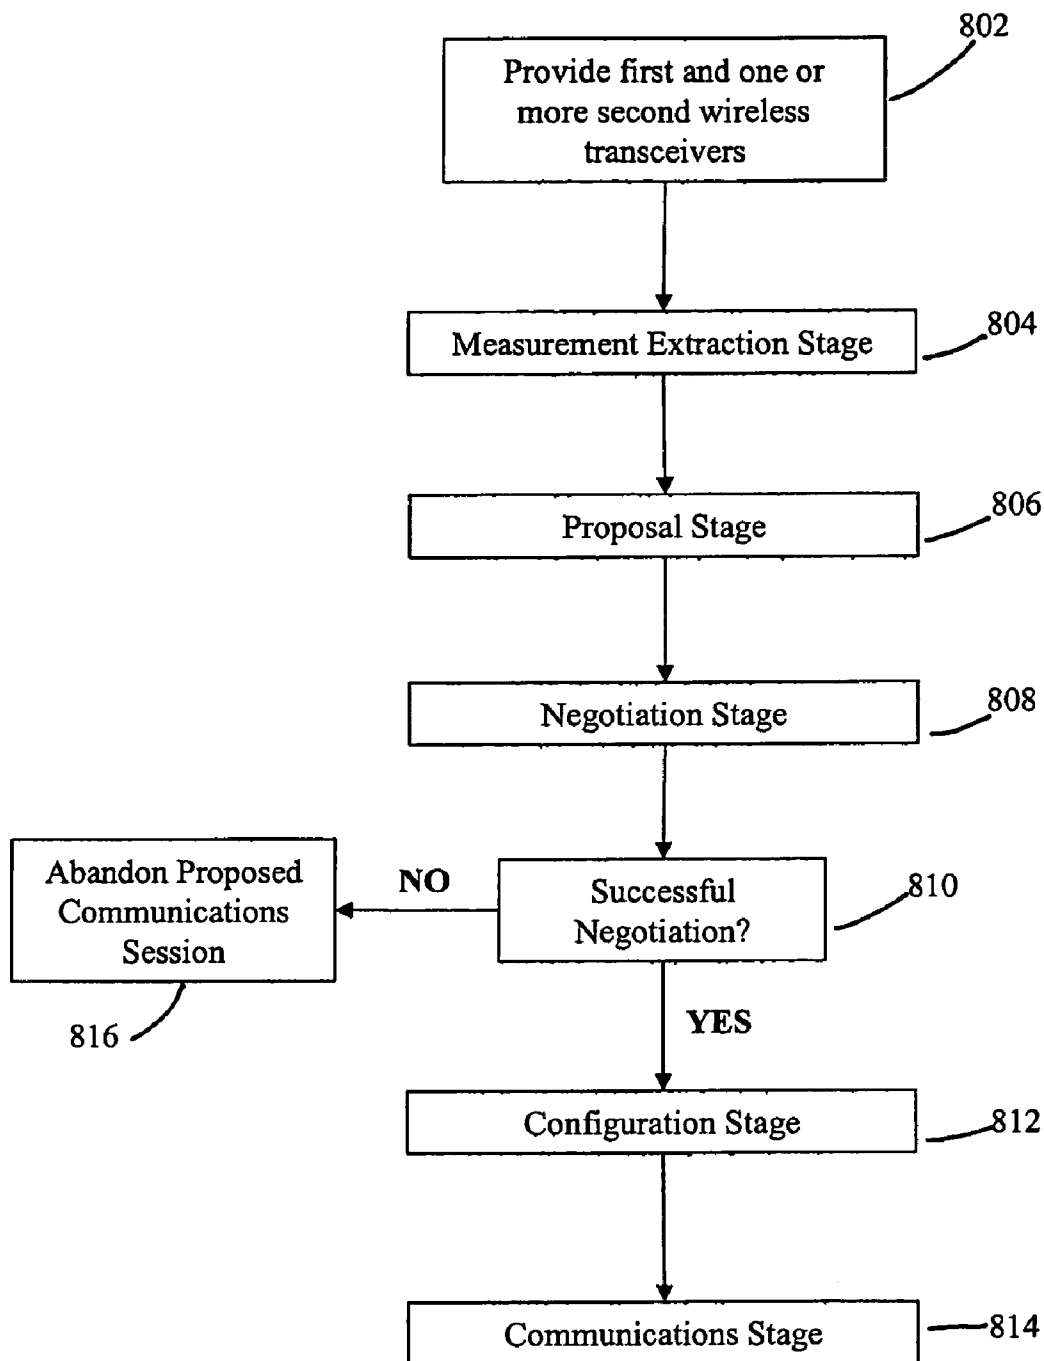 802
Provide first and one or
more second wireless
transceivers
804
Measurement Extraction Stage
806
Proposal Stage
808
Negotiation Stage
Abandon Proposed
Communications
Session
NO
Successful
Negotiation?
810
816
YES
Configuration Stage
812
Communications Stage
814